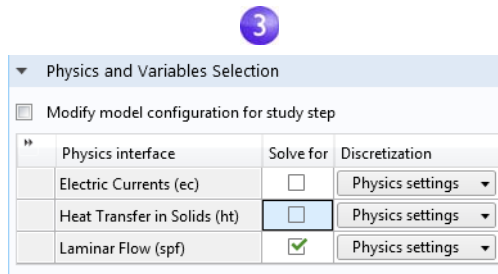 3
Physics and Variables Selection
Modify model configuration for study step
Physics interface Solve for Discretization
Electric Currents (ec) Physics settings
Heat Transfer in Solids (ht) Physics settings
Laminar Flow (spf) Physics settings